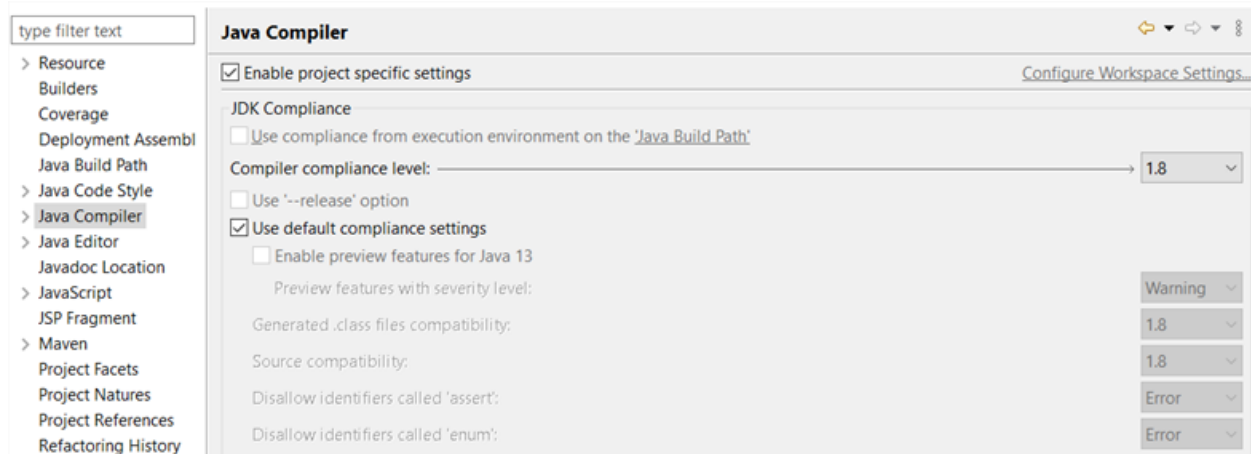 type filter text
Resource
Builders
Coverage
Deployment Assembl
Java Build Path
Java Code Style
Java Compiler
Java Editor
Javadoc Location
JavaScript
JSP Fragment
Maven
Project Facets
Project Natures
Project References
Refactoring History
Java Compiler
Enable project specific settings
Configure Workspace Settings...
JDK Compliance
Use compliance from execution environment on the 'Java Build Path'
Compiler compliance level: 1.8
Use '--release' option
Use default compliance settings
Enable preview features for Java 13
Preview features with severity level: Warning
Generated .class files compatibility: 1.8
Source compatibility: 1.8
Disallow identifiers called 'assert': Error
Disallow identifiers called 'enum': Error